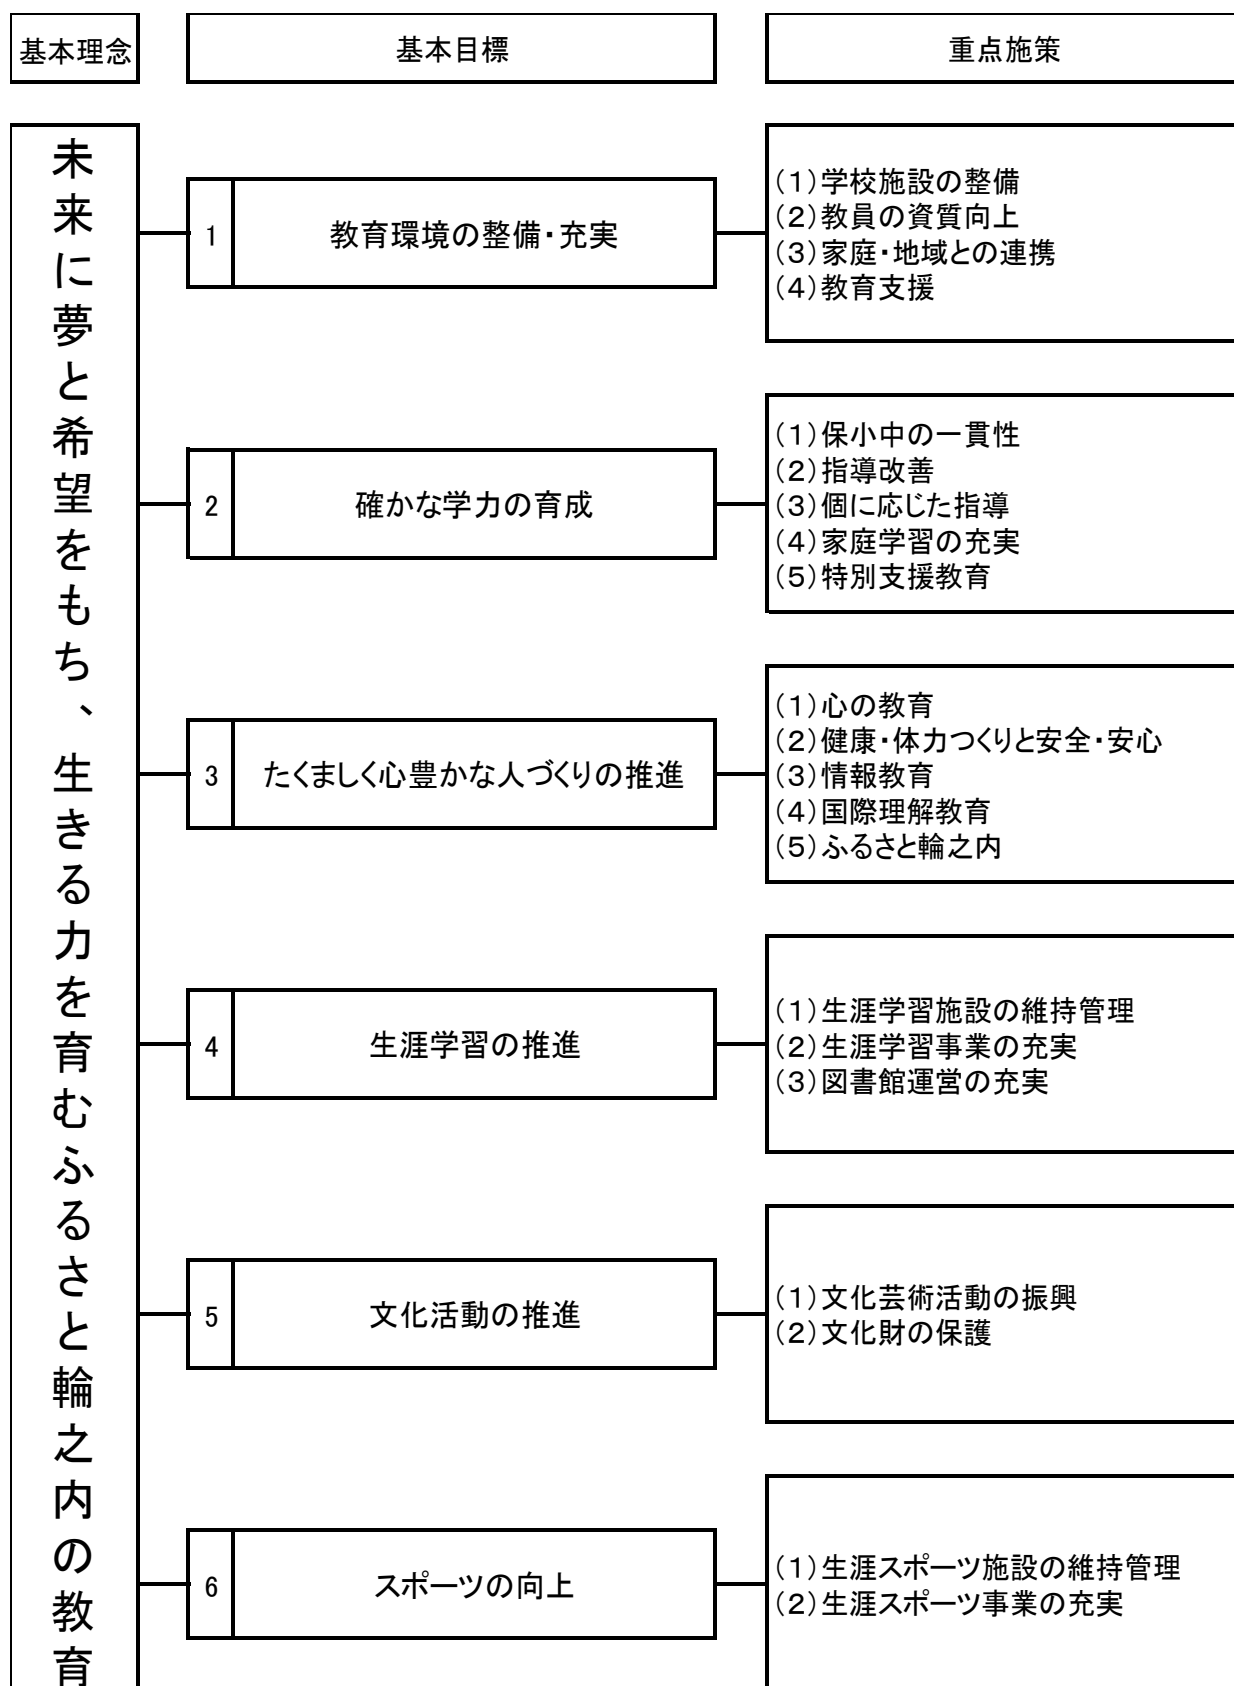 基本理念
基本目標
重点施策
未来に夢と希望をもち、生きる力を育むふるさと輪之内の教育
1
教育環境の整備・充実
(1)学校施設の整備
(2)教員の資質向上
(3)家庭・地域との連携
(4)教育支援
2
確かな学力の育成
(1)保小中の一貫性
(2)指導改善
(3)個に応じた指導
(4)家庭学習の充実
(5)特別支援教育
3
たくましく心豊かな人づくりの推進
(1)心の教育
(2)健康・体力つくりと安全・安心
(3)情報教育
(4)国際理解教育
(5)ふるさと輪之内
4
生涯学習の推進
(1)生涯学習施設の維持管理
(2)生涯学習事業の充実
(3)図書館運営の充実
5
文化活動の推進
(1)文化芸術活動の振興
(2)文化財の保護
6
スポーツの向上
(1)生涯スポーツ施設の維持管理
(2)生涯スポーツ事業の充実